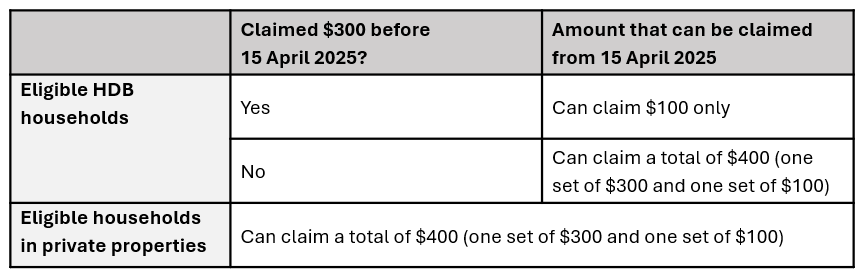 Claimed $300 before
15 April 2025?
Amount that can be claimed
from 15 April 2025
Eligible HDB
households
Yes
Can claim $100 only
No
Can claim a total of $400 (one
set of $300 and one set of $100)
Eligible households
in private properties
Can claim a total of $400 (one set of $300 and one set of $100)